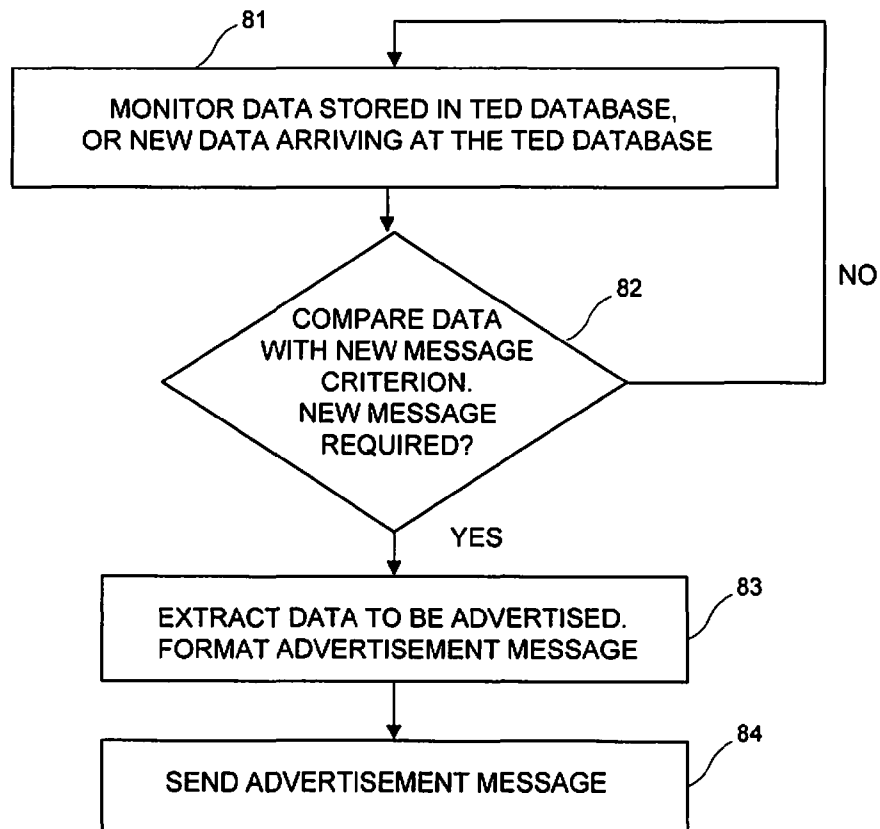 81
MONITOR DATA STORED IN TED DATABASE,
OR NEW DATA ARRIVING AT THE TED DATABASE
NO
82
COMPARE DATA
WITH NEW MESSAGE
CRITERION.
NEW MESSAGE
REQUIRED?
YES
83
EXTRACT DATA TO BE ADVERTISED.
FORMAT ADVERTISEMENT MESSAGE
84
SEND ADVERTISEMENT MESSAGE